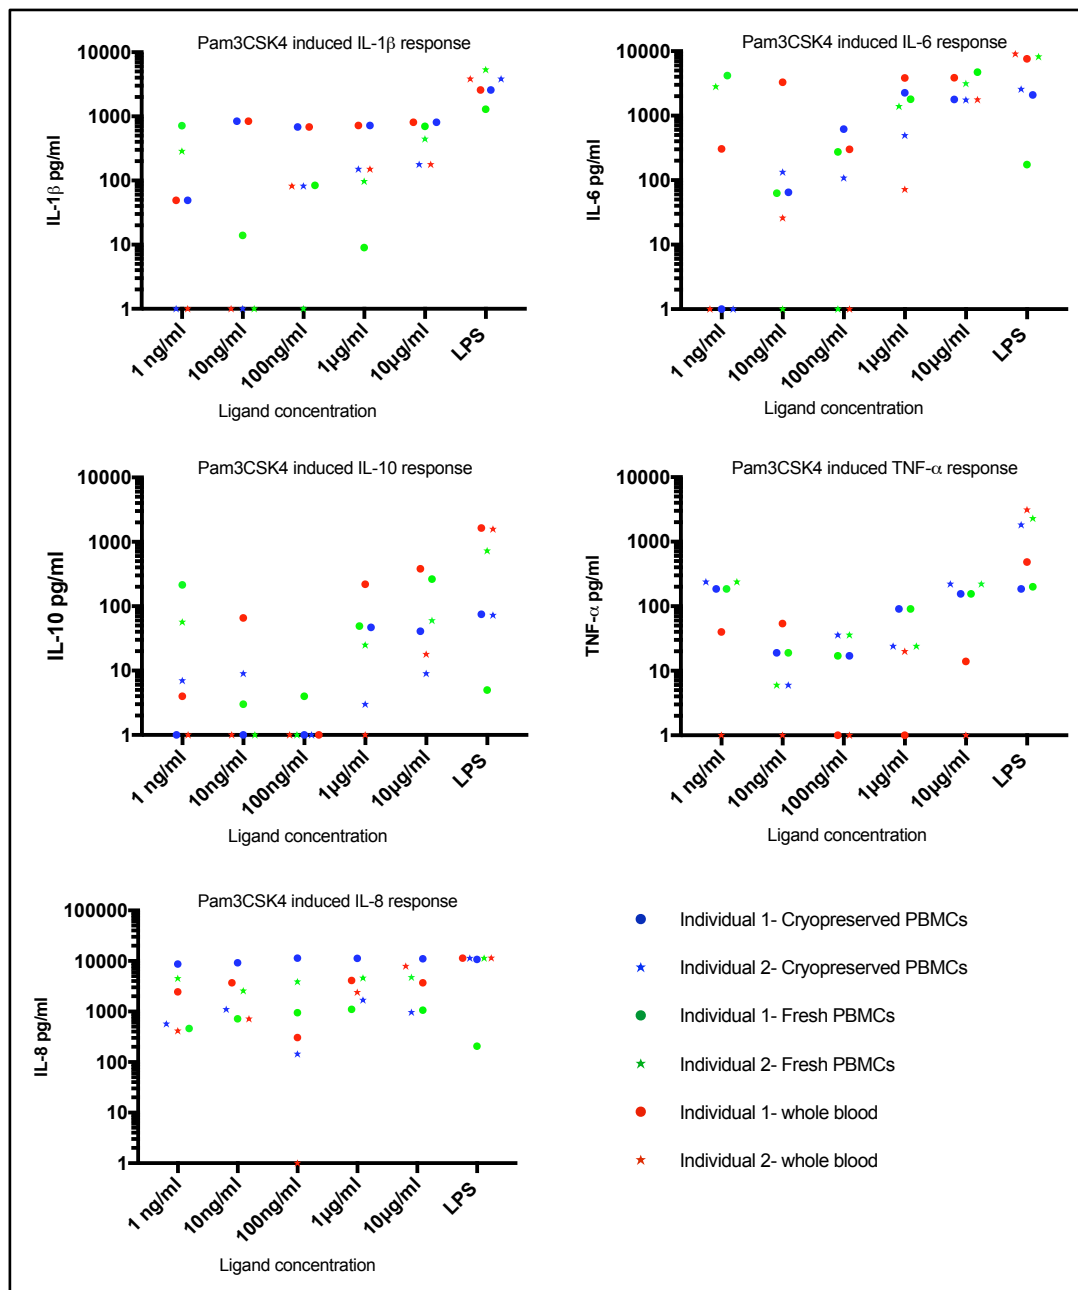 Pam3CSK4 induced IL-1β response
10000
1000
100
10
1
IL-1β pg/ml
1 ng/ml
10ng/ml
100ng/ml
1µg/ml
10µg/ml
LPS
Ligand concentration
Pam3CSK4 induced IL-6 response
10000
1000
100
10
1
IL-6 pg/ml
1 ng/ml
10ng/ml
100ng/ml
1µg/ml
10µg/ml
LPS
Ligand concentration
Pam3CSK4 induced IL-10 response
10000
1000
100
10
1
IL-10 pg/ml
1 ng/ml
10ng/ml
100ng/ml
1µg/ml
10µg/ml
LPS
Ligand concentration
Pam3CSK4 induced TNF-α response
10000
1000
100
10
1
TNF-α pg/ml
1 ng/ml
10ng/ml
100ng/ml
1µg/ml
10µg/ml
LPS
Ligand concentration
Pam3CSK4 induced IL-8 response
100000
10000
1000
100
10
1
IL-8 pg/ml
1 ng/ml
10ng/ml
100ng/ml
1µg/ml
10µg/ml
LPS
Ligand concentration
Individual 1- Cryopreserved PBMCs
Individual 2- Cryopreserved PBMCs
Individual 1- Fresh PBMCs
Individual 2- Fresh PBMCs
Individual 1- whole blood
Individual 2- whole blood